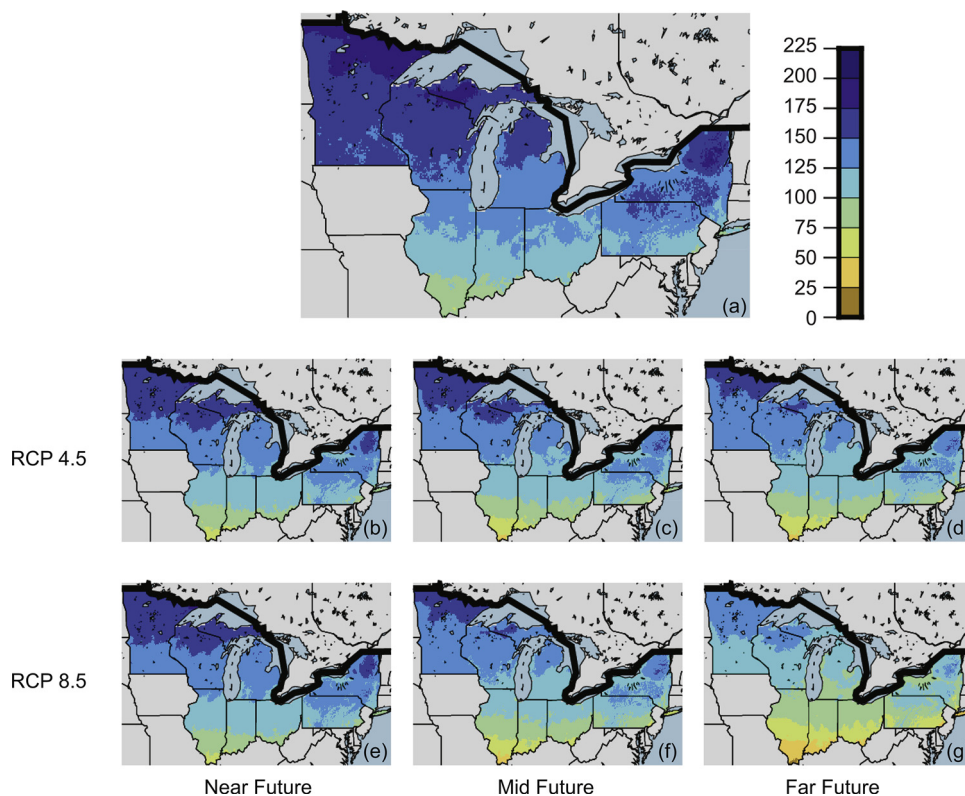 225
200
175
150
125
100
75
50
25
0
(a)
RCP 4.5
(b)
(c)
(d)
RCP 8.5
(e)
(f)
(g)
Near Future
Mid Future
Far Future